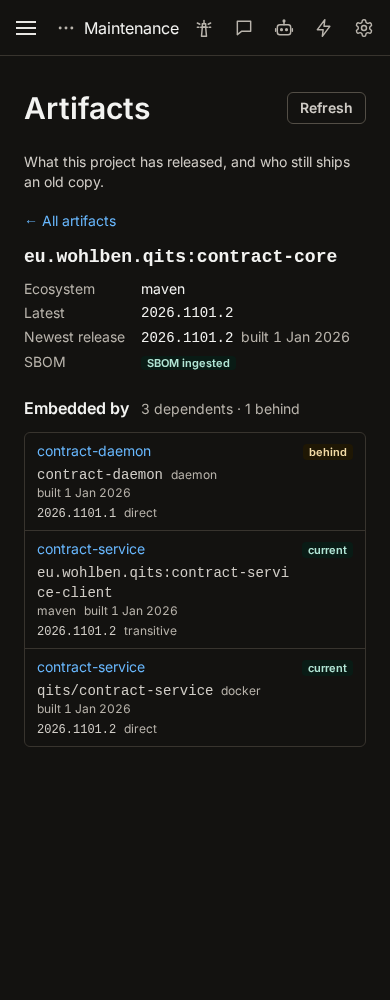 ··· Maintenance
Artifacts
Refresh
What this project has released, and who still ships
an old copy.
← All artifacts
eu.wohlben.qits:contract-core
Ecosystem maven
Latest 2026.1101.2
Newest release 2026.1101.2 built 1 Jan 2026
SBOM SBOM ingested
Embedded by 3 dependents · 1 behind
contract-daemon behind
contract-daemon daemon
built 1 Jan 2026
2026.1101.1 direct
contract-service current
eu.wohlben.qits:contract-servi
ce-client
maven built 1 Jan 2026
2026.1101.2 transitive
contract-service current
qits/contract-service docker
built 1 Jan 2026
2026.1101.2 direct